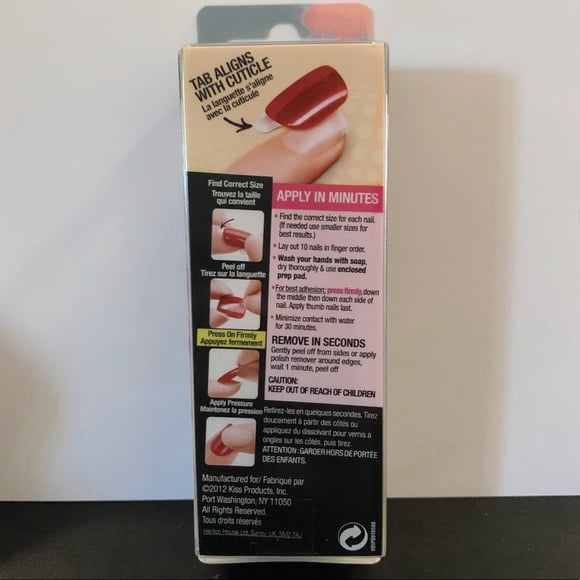 TAB ALIGNS
WITH CUTICLE
La languette s'aligne
avec la cuticule
Find Correct Size
Trouvez la taille
qui convient
Peel off
Tirez sur la languette
Press On Firmly
Appuyez fermement
Apply Pressure
Maintenez la pression
APPLY IN MINUTES
• Find the correct size for each nail.
(If needed use smaller sizes for
best results.)
• Lay out 10 nails in finger order.
• Wash your hands with soap,
dry thoroughly & use enclosed
prep pad.
• For best adhesion: press firmly, down
the middle then down each side of
nail. Apply thumb nails last.
• Minimize contact with water
for 30 minutes.
REMOVE IN SECONDS
Gently peel off from sides or apply
polish remover around edges,
wait 1 minute, peel off
CAUTION:
KEEP OUT OF REACH OF CHILDREN
Retirez-les en quelques secondes. Tirez
doucement à partir des côtés ou
appliquez du dissolvant pour vernis à
ongles sur les côtés, puis tirez.
ATTENTION : GARDER HORS DE PORTÉE
DES ENFANTS.
Manufactured for/ Fabriqué par
©2012 Kiss Products, Inc.
Port Washington, NY 11050
All Rights Reserved.
Tous droits réservés
House Ltd, Surrey, UK, SM2 7AJ